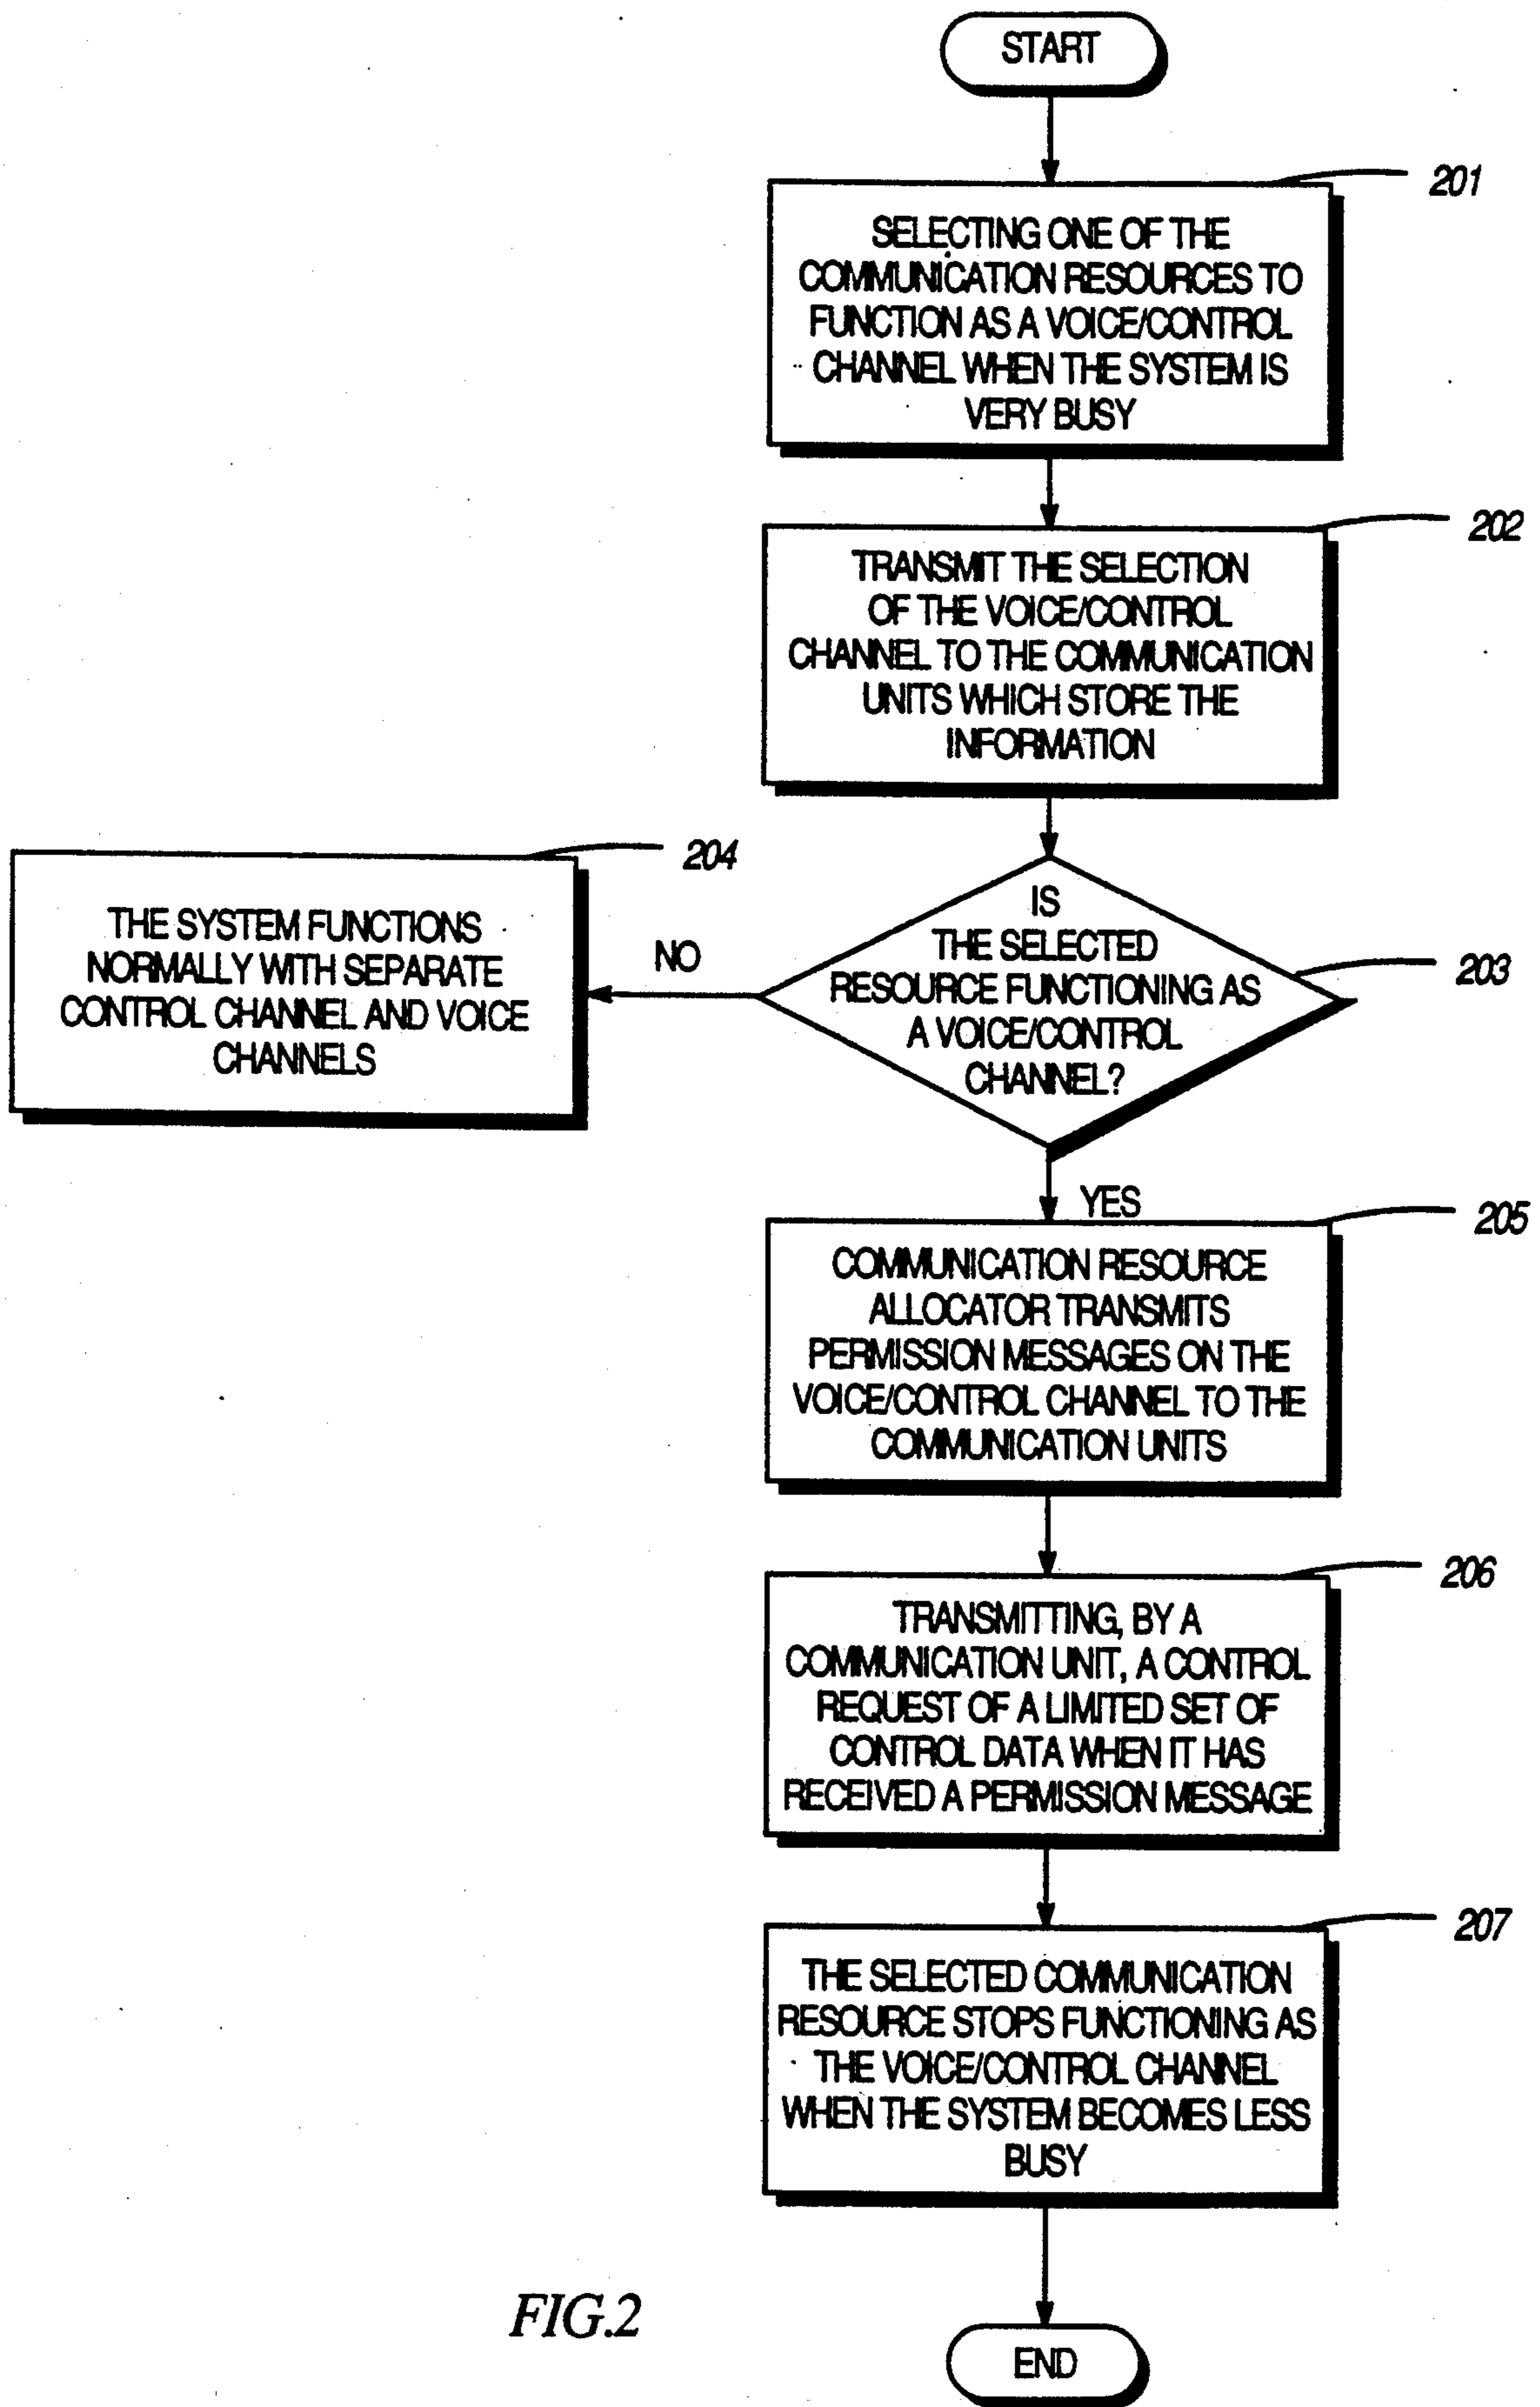 START
201
SELECTING ONE OF THE
COMMUNICATION RESOURCES TO
FUNCTION AS A VOICE/CONTROL
CHANNEL WHEN THE SYSTEM IS
VERY BUSY
202
TRANSMIT THE SELECTION
OF THE VOICE/CONTROL
CHANNEL TO THE COMMUNICATION
UNITS WHICH STORE THE
INFORMATION
203
IS
THE SELECTED
RESOURCE FUNCTIONING AS
A VOICE/CONTROL
CHANNEL?
NO
204
THE SYSTEM FUNCTIONS
NORMALLY WITH SEPARATE
CONTROL CHANNEL AND VOICE
CHANNELS
YES
205
COMMUNICATION RESOURCE
ALLOCATOR TRANSMITS
PERMISSION MESSAGES ON THE
VOICE/CONTROL CHANNEL TO THE
COMMUNICATION UNITS
206
TRANSMITTING, BY A
COMMUNICATION UNIT, A CONTROL
REQUEST OF A LIMITED SET OF
CONTROL DATA WHEN IT HAS
RECEIVED A PERMISSION MESSAGE
207
THE SELECTED COMMUNICATION
RESOURCE STOPS FUNCTIONING AS
THE VOICE/CONTROL CHANNEL
WHEN THE SYSTEM BECOMES LESS
BUSY
END
FIG.2